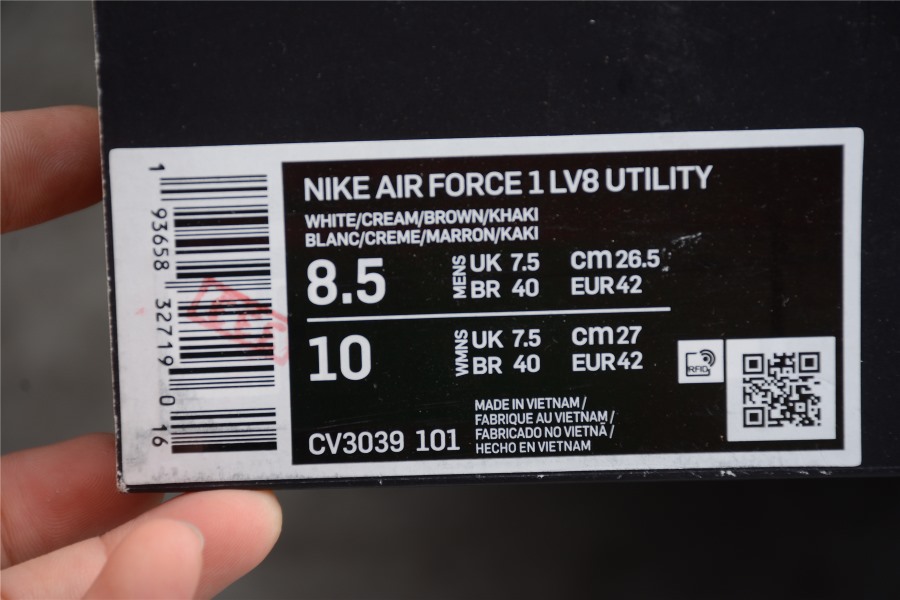 NIKE AIR FORCE 1 LV8 UTILITY
WHITE/CREAM/BROWN/KHAKI
BLANC/CREME/MARRON/KAKI
8.5 MENS UK 7.5 cm 26.5
BR 40 EUR 42
10 WMNS UK 7.5 cm 27
BR 40 EUR 42
RFID
CV3039 101
MADE IN VIETNAM /
FABRIQUE AU VIETNAM /
FABRICADO NO VIETNÃ /
HECHO EN VIETNAM
1 93658 32719 0 16